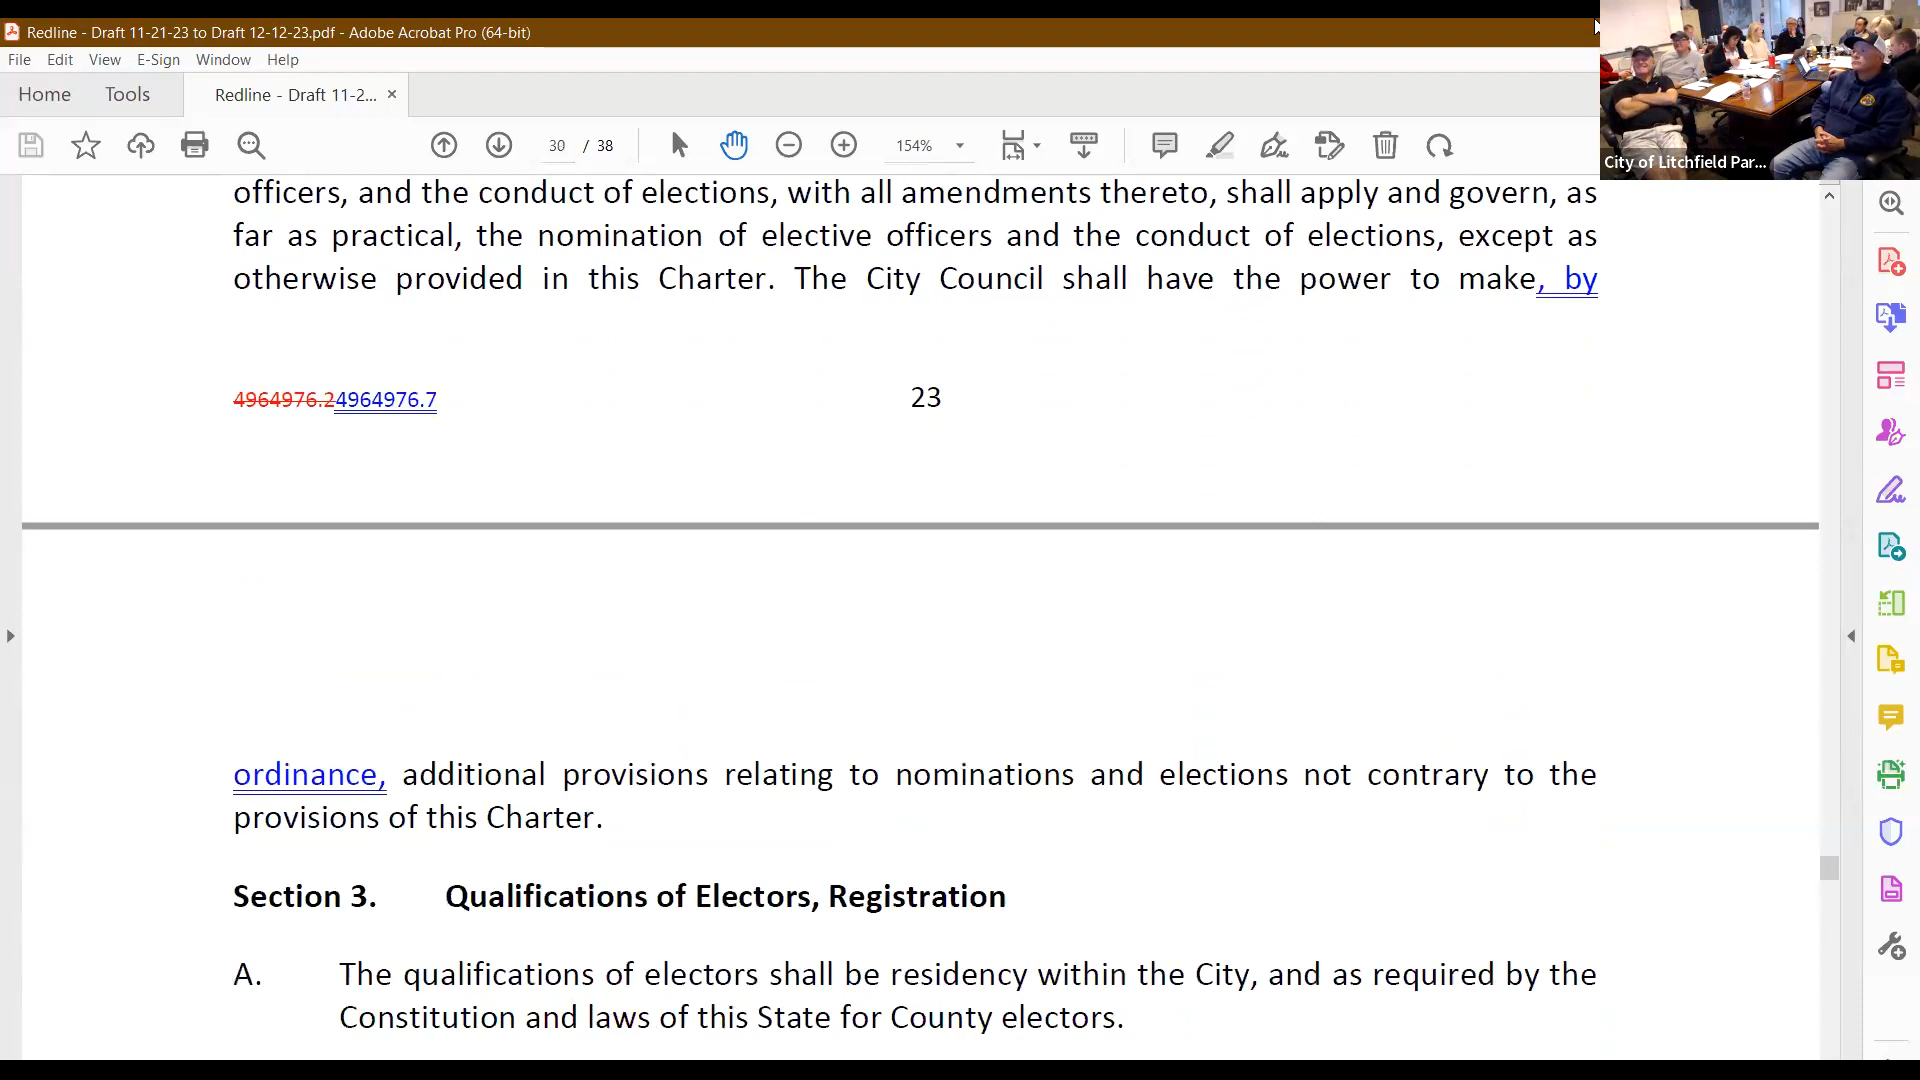 Redline - Draft 11-21-23 to Draft 12-12-23.pdf - Adobe Acrobat Pro (64-bit)
File Edit View E-Sign Window Help
Home Tools Redline - Draft 11-2... ×
30 / 38 154%
City of Litchfield Par...
officers, and the conduct of elections, with all amendments thereto, shall apply and govern, as
far as practical, the nomination of elective officers and the conduct of elections, except as
otherwise provided in this Charter. The City Council shall have the power to make, by
4964976.24964976.7 23
ordinance, additional provisions relating to nominations and elections not contrary to the
provisions of this Charter.
Section 3. Qualifications of Electors, Registration
A. The qualifications of electors shall be residency within the City, and as required by the
Constitution and laws of this State for County electors.